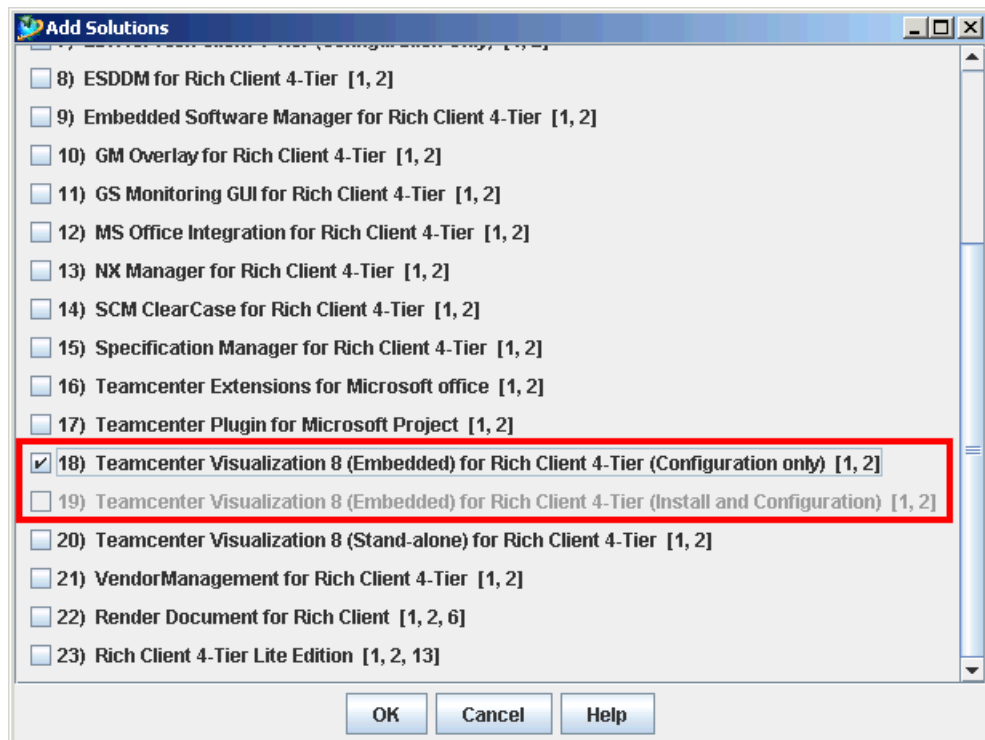 Add Solutions
8) ESDDM for Rich Client 4-Tier [1, 2]
9) Embedded Software Manager for Rich Client 4-Tier [1, 2]
10) GM Overlay for Rich Client 4-Tier [1, 2]
11) GS Monitoring GUI for Rich Client 4-Tier [1, 2]
12) MS Office Integration for Rich Client 4-Tier [1, 2]
13) NX Manager for Rich Client 4-Tier [1, 2]
14) SCM ClearCase for Rich Client 4-Tier [1, 2]
15) Specification Manager for Rich Client 4-Tier [1, 2]
16) Teamcenter Extensions for Microsoft office [1, 2]
17) Teamcenter Plugin for Microsoft Project [1, 2]
18) Teamcenter Visualization 8 (Embedded) for Rich Client 4-Tier (Configuration only) [1, 2]
19) Teamcenter Visualization 8 (Embedded) for Rich Client 4-Tier (Install and Configuration) [1, 2]
20) Teamcenter Visualization 8 (Stand-alone) for Rich Client 4-Tier [1, 2]
21) VendorManagement for Rich Client 4-Tier [1, 2]
22) Render Document for Rich Client [1, 2, 6]
23) Rich Client 4-Tier Lite Edition [1, 2, 13]
OK Cancel Help